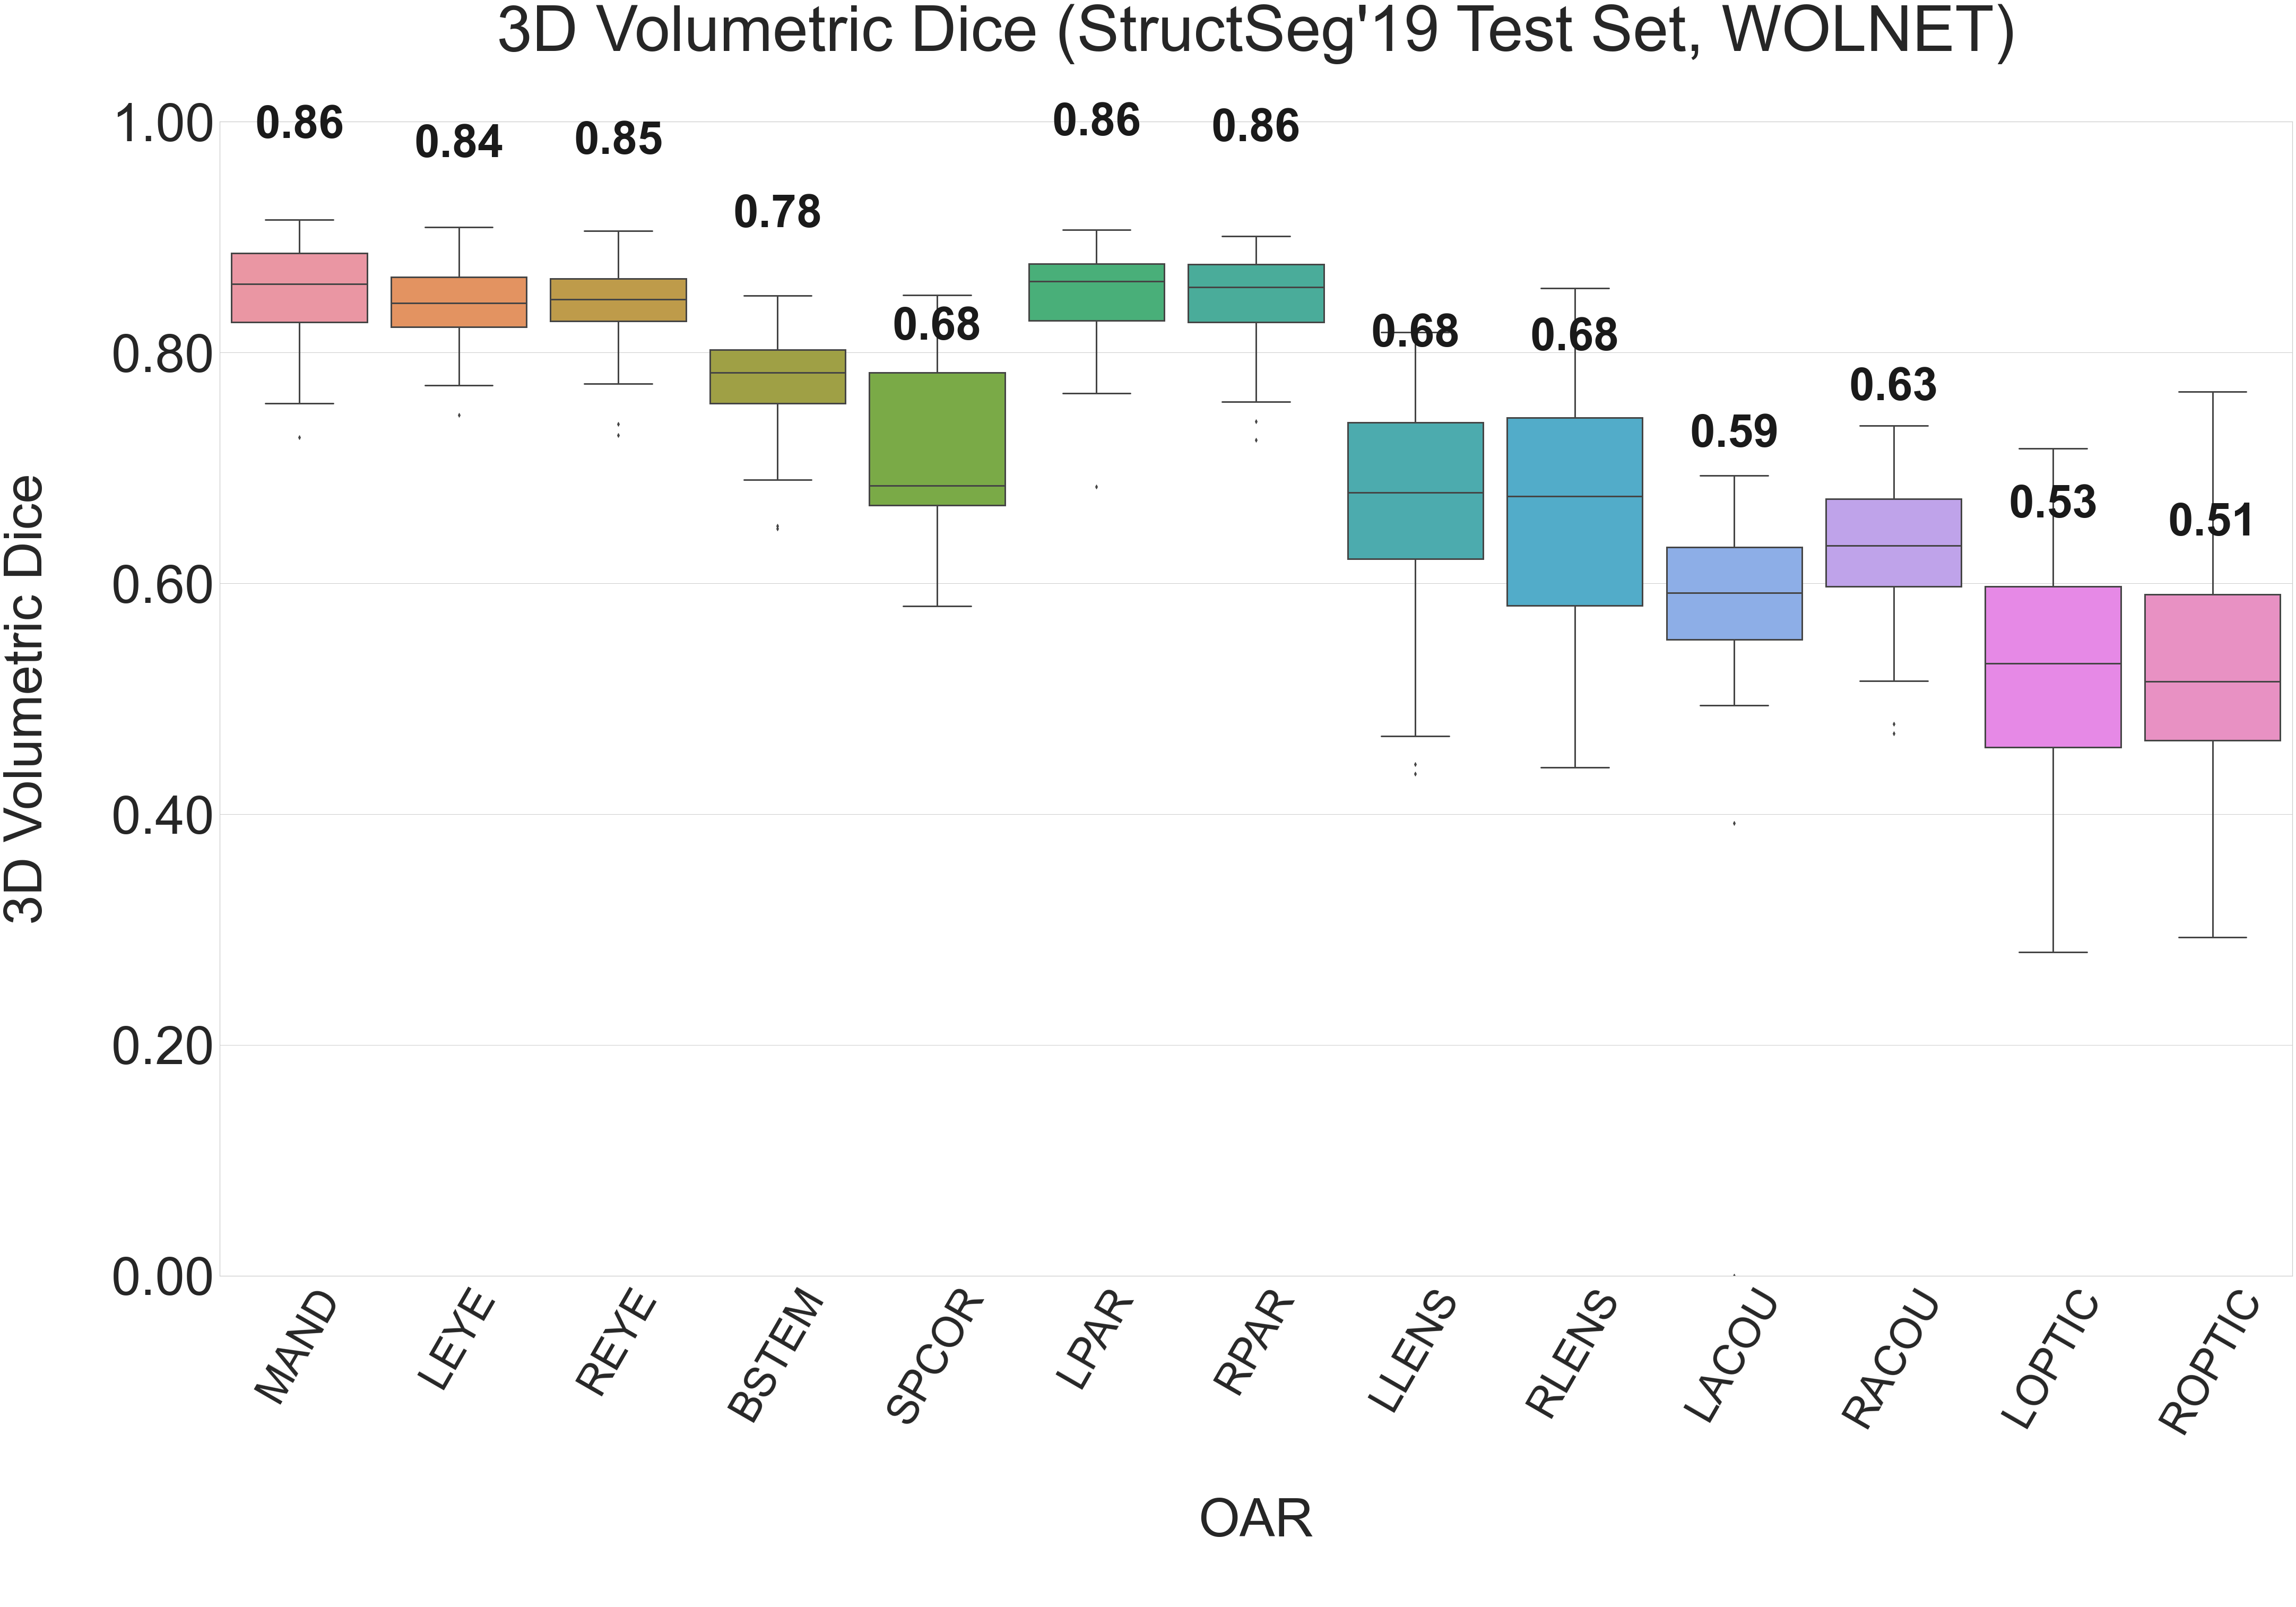 3D Volumetric Dice (StructSeg'19 Test Set, WOLNET)
3D Volumetric Dice
1.00
0.80
0.60
0.40
0.20
0.00
0.86
0.84
0.85
0.78
0.68
0.86
0.86
0.68
0.68
0.59
0.63
0.53
0.51
MAND
LEYE
REYE
BSTEM
SPCOR
LPAR
RPAR
LLENS
RLENS
LACOU
RACOU
LOPTIC
ROPTIC
OAR